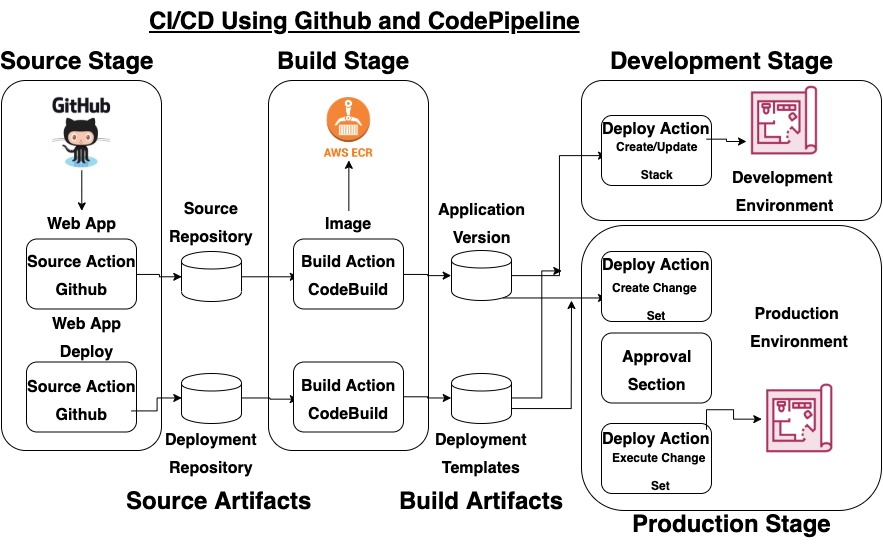 CI/CD Using Github and CodePipeline
Source Stage
Build Stage
Development Stage
GitHub
AWS ECR
Deploy Action
Create/Update
Stack
Development
Environment
Web App
Source
Repository
Image
Application
Version
Source Action
Github
Build Action
CodeBuild
Deploy Action
Create Change
Set
Web App
Deploy
Production
Environment
Approval
Section
Source Action
Github
Build Action
CodeBuild
Deployment
Repository
Deployment
Templates
Deploy Action
Execute Change
Set
Source Artifacts
Build Artifacts
Production Stage